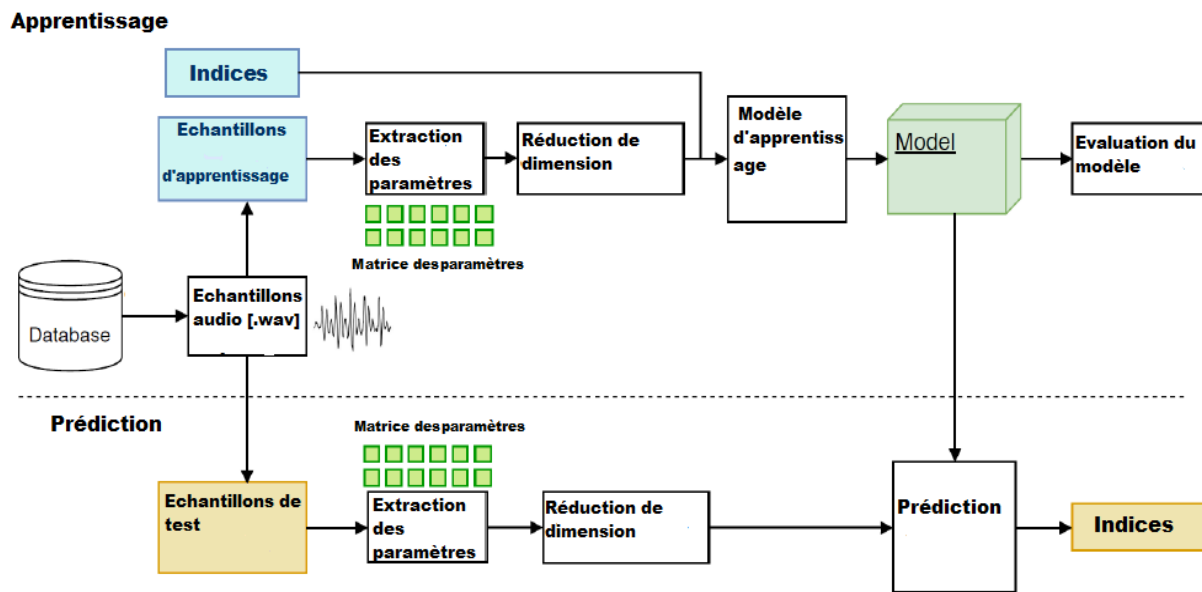 Apprentissage
Indices
Echantillons
d'apprentissage
Extraction
des
paramètres
Réduction de
dimension
Modèle
d'apprentiss
age
Model
Evaluation du
modèle
Matrice desparamètres
Database
Echantillons
audio [.wav]
Prédiction
Matrice desparamètres
Echantillons de
test
Extraction
des
paramètres
Réduction de
dimension
Prédiction
Indices